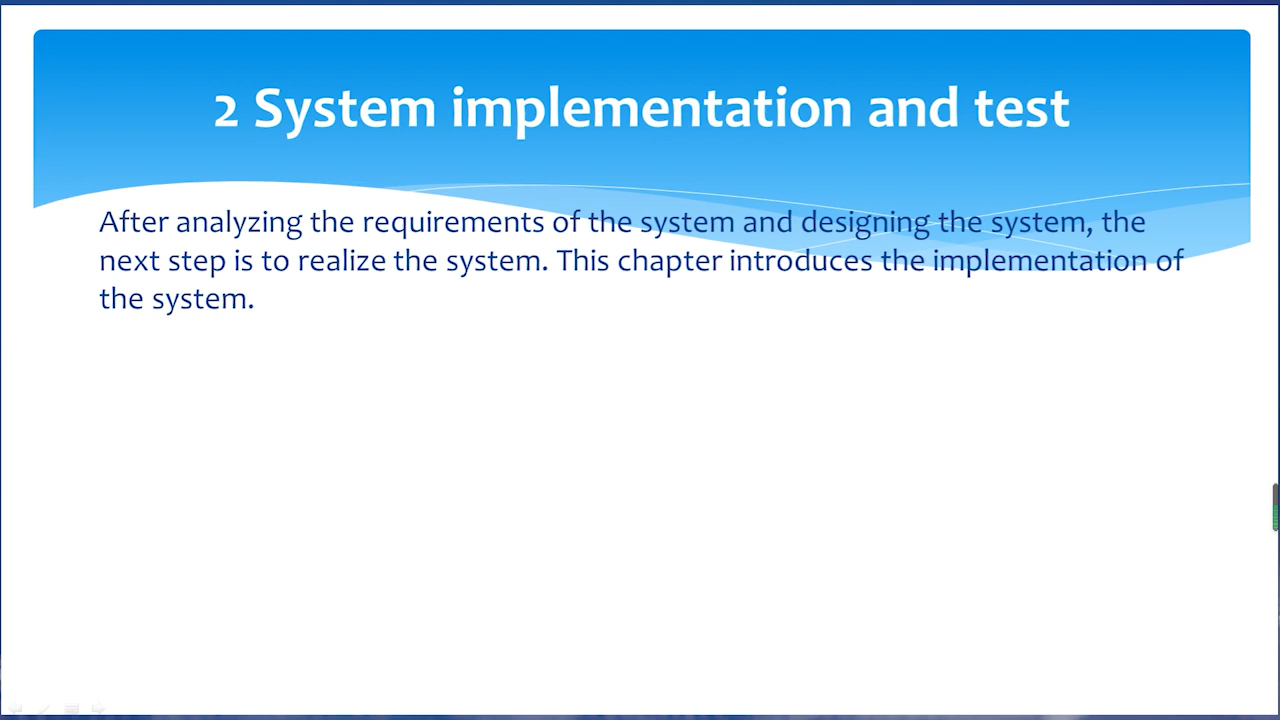 2 System implementation and test
After analyzing the requirements of the system and designing the system, the
next step is to realize the system. This chapter introduces the implementation of
the system.